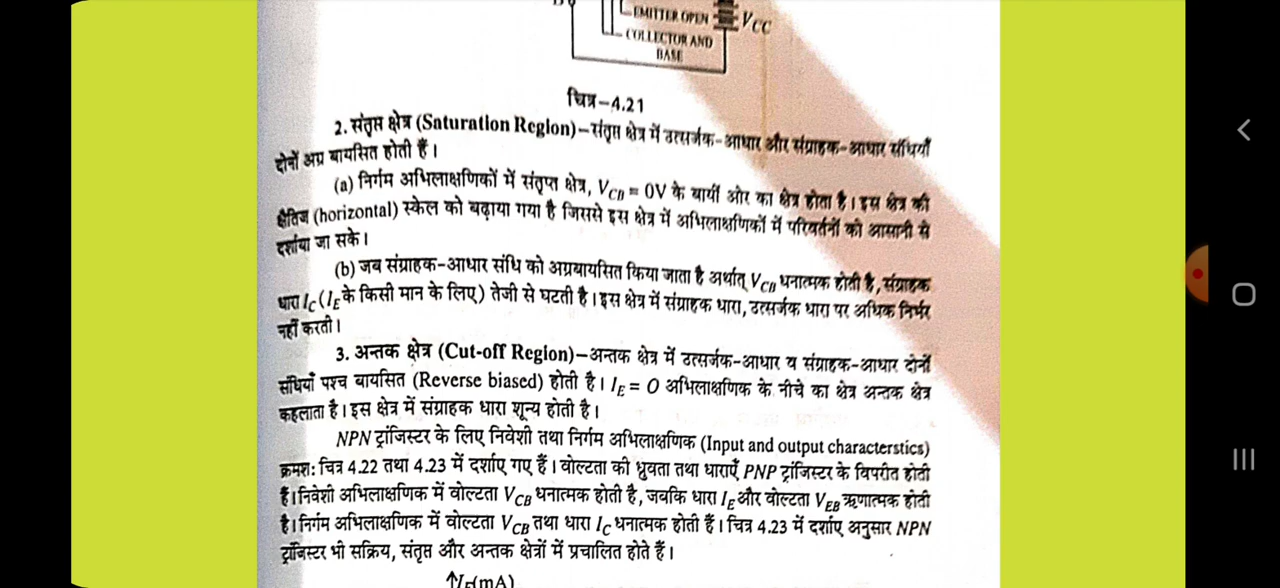 EMITTER OPEN
VCC
COLLECTOR AND
BASE
चित्र–4.21
2. संतृप्त क्षेत्र (Saturation Region)–संतृप्त क्षेत्र में उत्सर्जक-आधार और संग्राहक-आधार संधियाँ
दोनों अग्र बायसित होती हैं।
(a) निर्गम अभिलाक्षणिकों में संतृप्त क्षेत्र, VCB = 0V के बायीं ओर का क्षेत्र होता है। इस क्षेत्र की
क्षैतिज (horizontal) स्केल को बढ़ाया गया है जिससे इस क्षेत्र में अभिलाक्षणिकों में परिवर्तनों को आसानी से
दर्शाया जा सके।
(b) जब संग्राहक-आधार संधि को अग्रबायसित किया जाता है अर्थात् VCB धनात्मक होती है, संग्राहक
धारा IC (IE के किसी मान के लिए) तेजी से घटती है। इस क्षेत्र में संग्राहक धारा, उत्सर्जक धारा पर अधिक निर्भर
नहीं करती।
3. अन्तक क्षेत्र (Cut-off Region)–अन्तक क्षेत्र में उत्सर्जक-आधार व संग्राहक-आधार दोनों
संधियाँ पश्च बायसित (Reverse biased) होती है। IE = O अभिलाक्षणिक के नीचे का क्षेत्र अन्तक क्षेत्र
कहलाता है। इस क्षेत्र में संग्राहक धारा शून्य होती है।
NPN ट्रांजिस्टर के लिए निवेशी तथा निर्गम अभिलाक्षणिक (Input and output characterstics)
क्रमश: चित्र 4.22 तथा 4.23 में दर्शाए गए हैं। वोल्टता की ध्रुवता तथा धाराएँ PNP ट्रांजिस्टर के विपरीत होती
हैं। निवेशी अभिलाक्षणिक में वोल्टता VCB धनात्मक होती है, जबकि धारा IE और वोल्टता VEB ऋणात्मक होती
है। निर्गम अभिलाक्षणिक में वोल्टता VCB तथा धारा IC धनात्मक होती हैं। चित्र 4.23 में दर्शाए अनुसार NPN
ट्रांजिस्टर भी सक्रिय, संतृप्त और अन्तक क्षेत्रों में प्रचालित होते हैं।